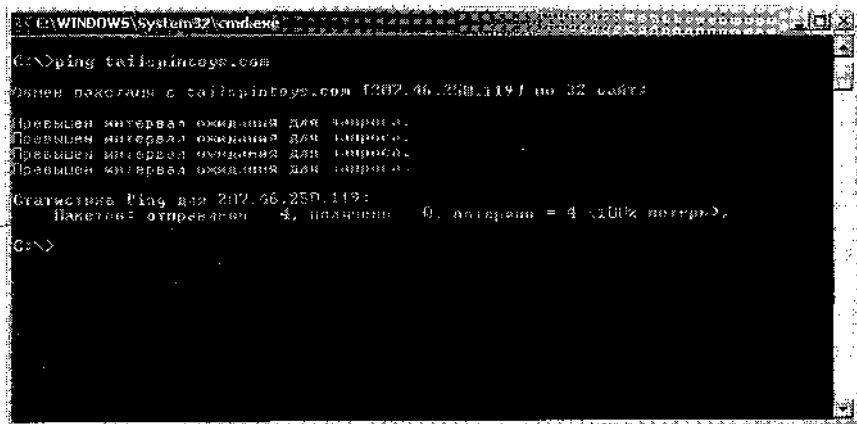 C:\WINDOWS\System32\cmd.exe
C:\>ping tailspintoys.com
Обмен пакетами с tailspintoys.com [207.46.250.119] по 32 байт:
Превышен интервал ожидания для запроса.
Превышен интервал ожидания для запроса.
Превышен интервал ожидания для запроса.
Превышен интервал ожидания для запроса.
Статистика Ping для 207.46.250.119:
Пакетов: отправлено = 4, получено = 0, потеряно = 4 (100% потерь),
C:\>